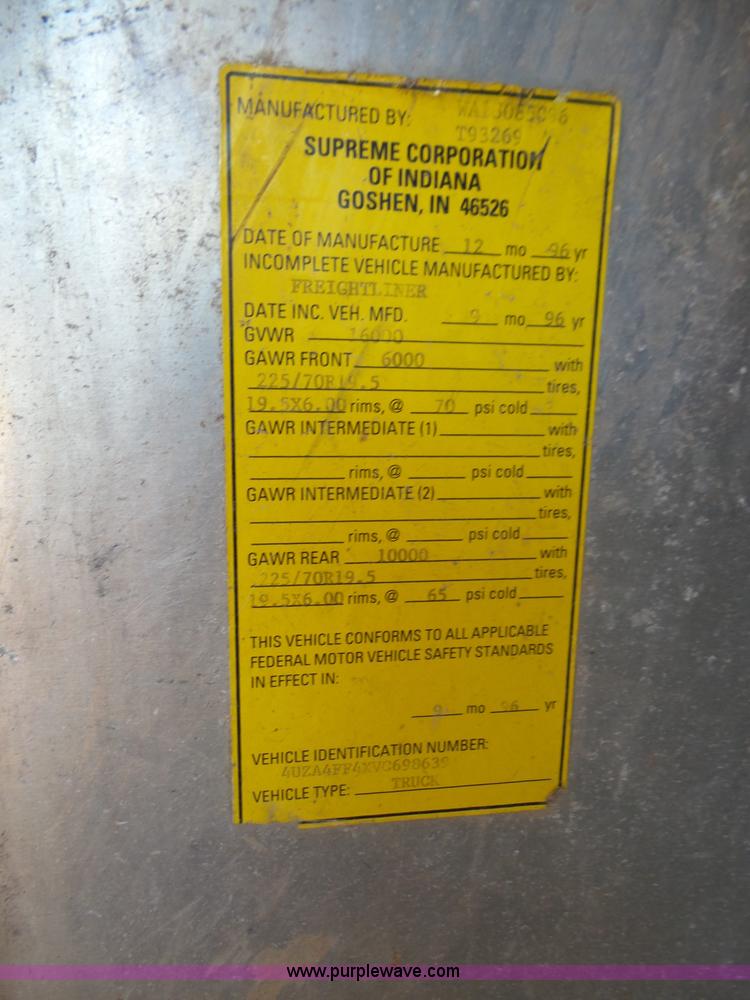 MANUFACTURED BY:
T93269
SUPREME CORPORATION
OF INDIANA
GOSHEN, IN 46526
DATE OF MANUFACTURE 12 mo 96 yr
INCOMPLETE VEHICLE MANUFACTURED BY:
FREIGHTLINER
DATE INC. VEH. MFD. 9 mo 96 yr
GVWR 16000
GAWR FRONT 6000 with
225/70R19.5 tires,
19.5X6.00 rims, @ 70 psi cold
GAWR INTERMEDIATE (1) with
tires,
rims, @ psi cold
GAWR INTERMEDIATE (2) with
tires,
rims, @ psi cold
GAWR REAR 10000 with
225/70R19.5 tires,
19.5X6.00 rims, @ 65 psi cold
THIS VEHICLE CONFORMS TO ALL APPLICABLE
FEDERAL MOTOR VEHICLE SAFETY STANDARDS
IN EFFECT IN:
9 mo 96 yr
VEHICLE IDENTIFICATION NUMBER:
4UZA4FF4XVC698639
VEHICLE TYPE: TRUCK
www.purplewave.com